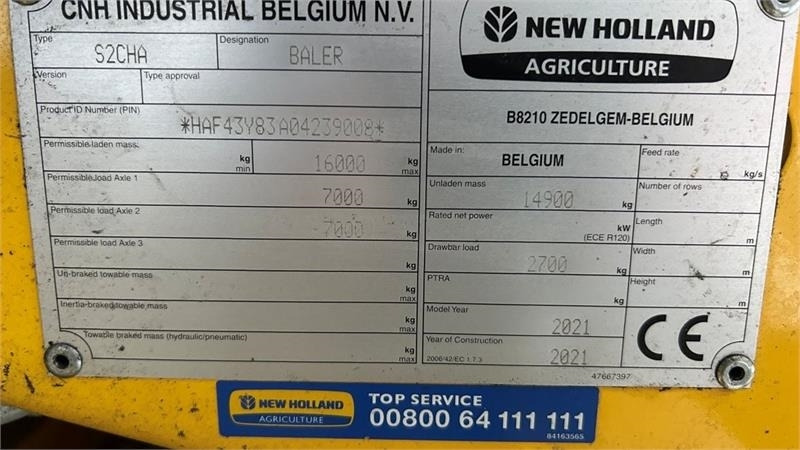 CNH INDUSTRIAL BELGIUM N.V.
Type
S2CHA
Designation
BALER
Version
Type approval
Product ID Number (PIN)
*HAF43Y83A04239008*
Permissible laden mass:
kg min
16000
kg max
Permissible load Axle 1
7000
kg max
Permissible load Axle 2
7000
kg max
Permissible load Axle 3
kg max
Un-braked towable mass
kg max
Inertia-braked towable mass
kg max
Towable braked mass (hydraulic/pneumatic)
kg max
NEW HOLLAND
AGRICULTURE
B8210 ZEDELGEM-BELGIUM
Made in:
BELGIUM
Feed rate
kg/s
Unladen mass
14900
kg
Number of rows
Rated net power
kW
(ECE R120)
Length
m
Drawbar load
2700
kg
Width
m
PTRA
kg
Height
m
Model Year
2021
Year of Construction
2006/42/EC 1.7.3
2021
CE
47667397
NEW HOLLAND
AGRICULTURE
TOP SERVICE
00800 64 111 111
84163565